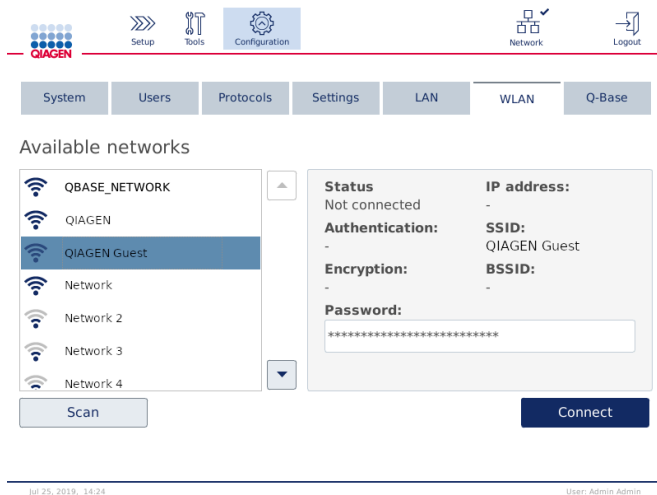 QIAGEN
Setup
Tools
Configuration
Network
Logout
System
Users
Protocols
Settings
LAN
WLAN
Q-Base
Available networks
QBASE_NETWORK
QIAGEN
QIAGEN Guest
Network
Network 2
Network 3
Network 4
Status
Not connected
IP address:
-
Authentication:
-
SSID:
QIAGEN Guest
Encryption:
-
BSSID:
-
Password:
**************************
Scan
Connect
Jul 25, 2019, 14:24
User: Admin Admin